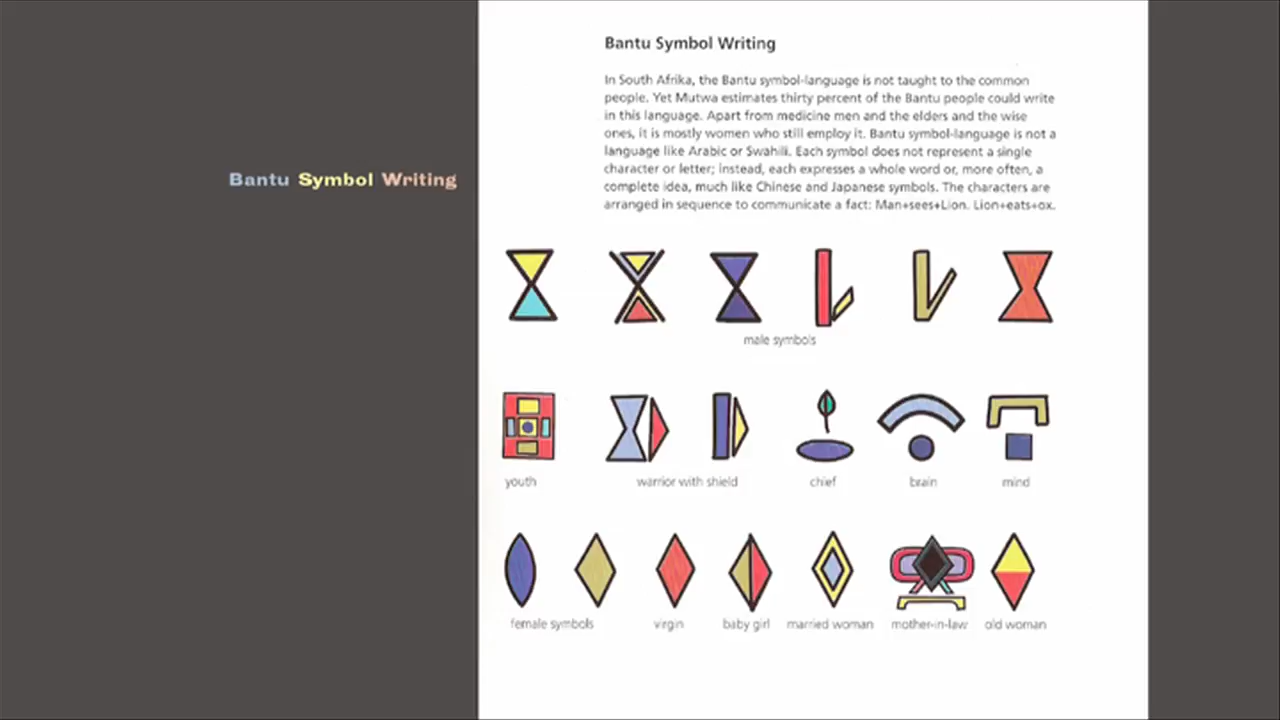 Bantu Symbol Writing
Bantu Symbol Writing
In South Afrika, the Bantu symbol-language is not taught to the common
people. Yet Mutwa estimates thirty percent of the Bantu people could write
in this language. Apart from medicine men and the elders and the wise
ones, it is mostly women who still employ it. Bantu symbol-language is not a
language like Arabic or Swahili. Each symbol does not represent a single
character or letter; instead, each expresses a whole word or, more often, a
complete idea, much like Chinese and Japanese symbols. The characters are
arranged in sequence to communicate a fact: Man+sees+Lion. Lion+eats+ox.
male symbols
youth warrior with shield chief brain mind
female symbols virgin baby girl married woman mother-in-law old woman